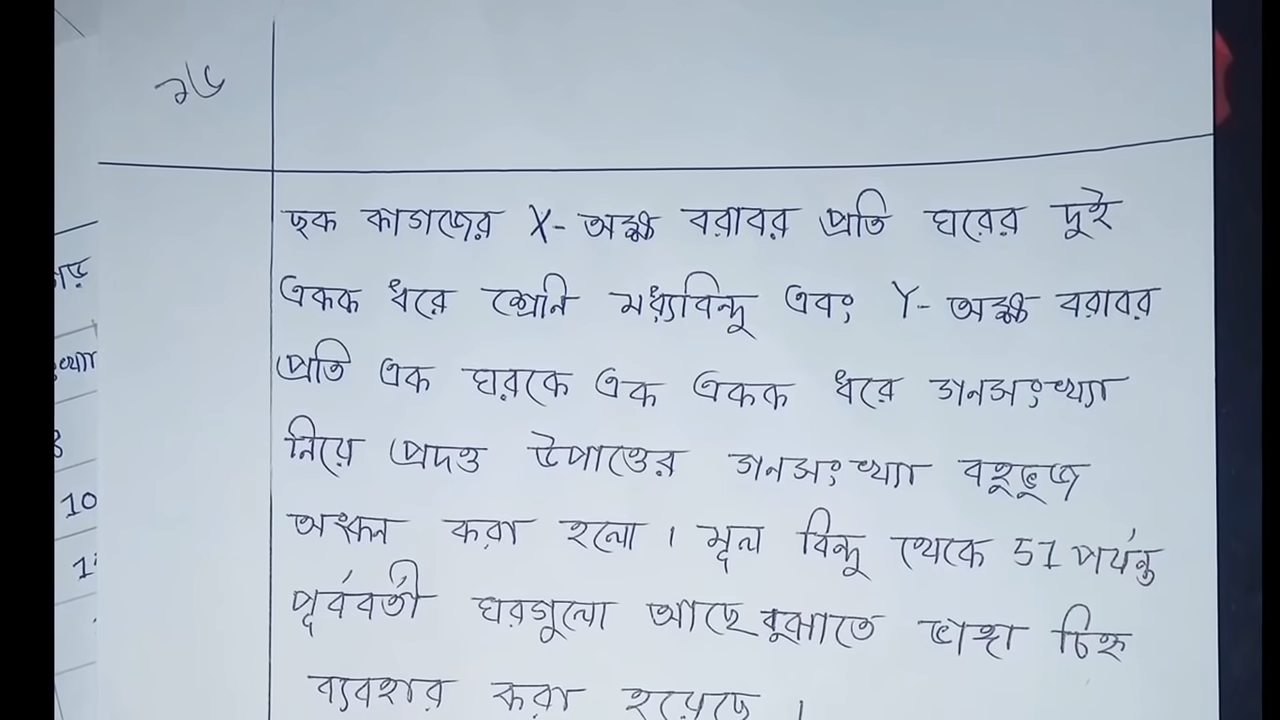 ছক কাগজের X-অক্ষ বরাবর প্রতি ঘরের দুই
একক ধরে শ্রেনি মধ্যবিন্দু এবং Y-অক্ষ বরাবর
প্রতি এক ঘরকে এক একক ধরে গনসংখ্যা
নিয়ে প্রদত্ত উপাত্তের গনসংখ্যা বহুভুজ
অংকন করা হলো। মূল বিন্দু থেকে 51 পর্যন্ত
পূর্ববর্তী ঘরগুলো আছে বুঝাতে ভাঙ্গা চিহ্ন
ব্যবহার করা হয়েছে।
10